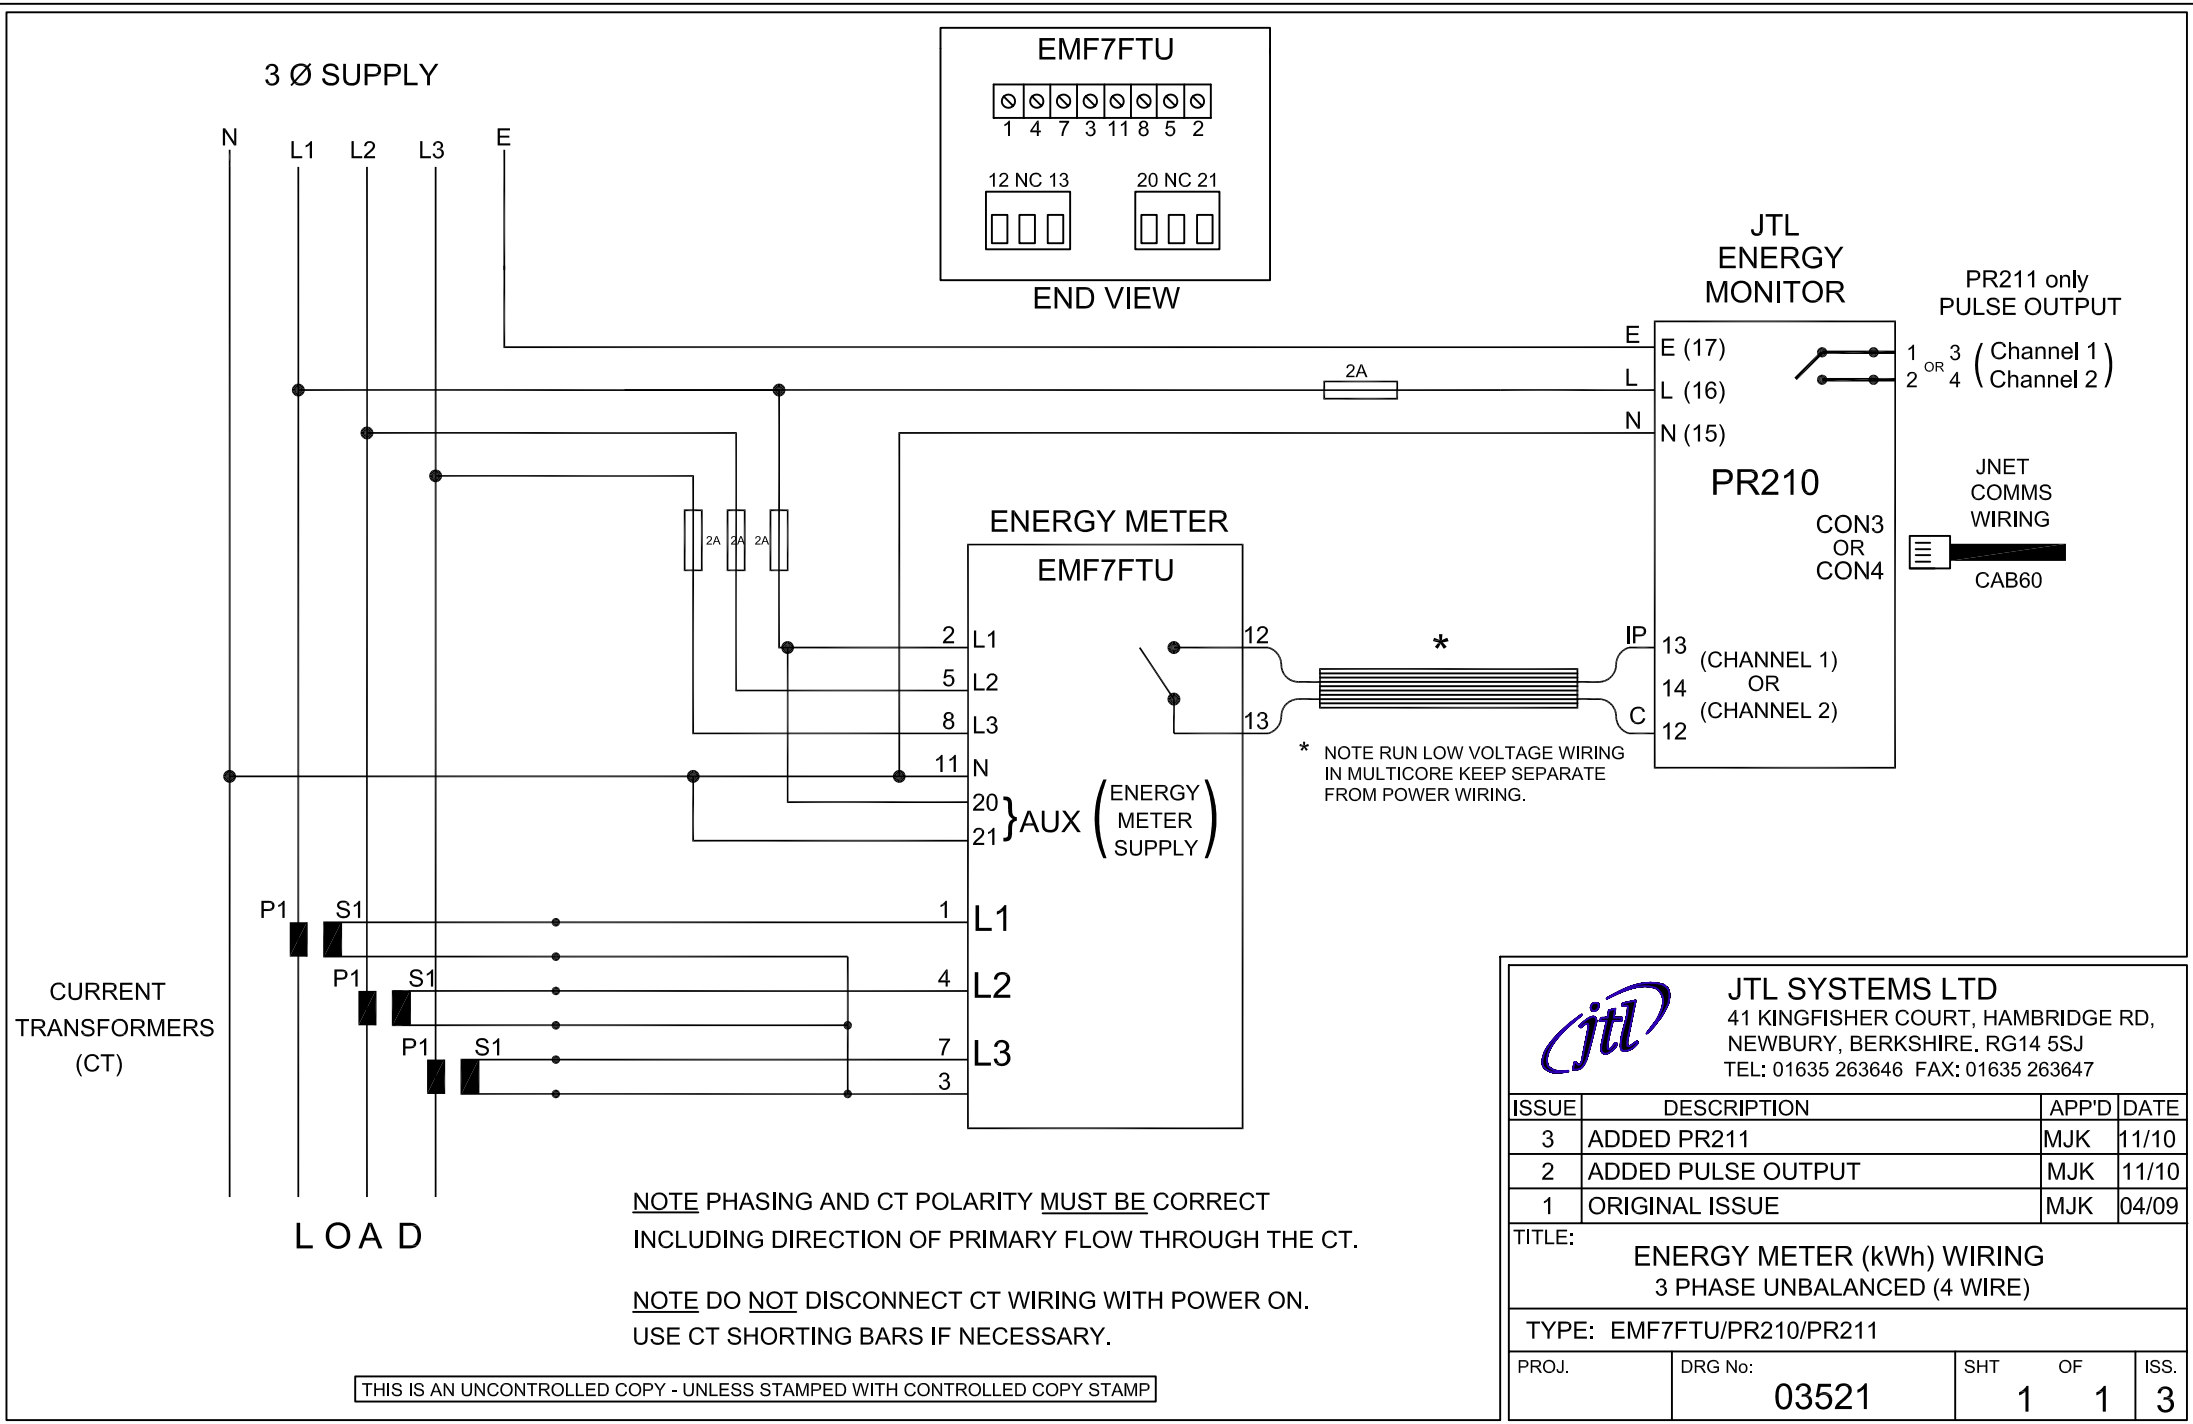 3 Ø SUPPLY
N
L1
L2
L3
E
EMF7FTU
1 4 7 3 11 8 5 2
12 NC 13
20 NC 21
END VIEW
JTL
ENERGY
MONITOR
PR211 only
PULSE OUTPUT
E
E (17)
2A
L
L (16)
N
N (15)
1 OR 3 ( Channel 1 )
2 4 Channel 2
PR210
JNET
COMMS
WIRING
CON3
OR
CON4
CAB60
ENERGY METER
EMF7FTU
2A
2A
2A
2 L1
5 L2
8 L3
11 N
20
21
} AUX
( ENERGY
METER
SUPPLY )
12
13
*
IP
13
(CHANNEL 1)
14
OR
(CHANNEL 2)
C
12
* NOTE RUN LOW VOLTAGE WIRING
IN MULTICORE KEEP SEPARATE
FROM POWER WIRING.
P1 S1
1 L1
P1 S1
4 L2
P1 S1
7 L3
3
CURRENT
TRANSFORMERS
(CT)
LOAD
NOTE PHASING AND CT POLARITY MUST BE CORRECT
INCLUDING DIRECTION OF PRIMARY FLOW THROUGH THE CT.
NOTE DO NOT DISCONNECT CT WIRING WITH POWER ON.
USE CT SHORTING BARS IF NECESSARY.
THIS IS AN UNCONTROLLED COPY - UNLESS STAMPED WITH CONTROLLED COPY STAMP
jtl
JTL SYSTEMS LTD
41 KINGFISHER COURT, HAMBRIDGE RD,
NEWBURY, BERKSHIRE. RG14 5SJ
TEL: 01635 263646 FAX: 01635 263647
ISSUE DESCRIPTION APP'D DATE
3 ADDED PR211 MJK 11/10
2 ADDED PULSE OUTPUT MJK 11/10
1 ORIGINAL ISSUE MJK 04/09
TITLE:
ENERGY METER (kWh) WIRING
3 PHASE UNBALANCED (4 WIRE)
TYPE: EMF7FTU/PR210/PR211
PROJ. DRG No: SHT OF ISS.
03521 1 1 3